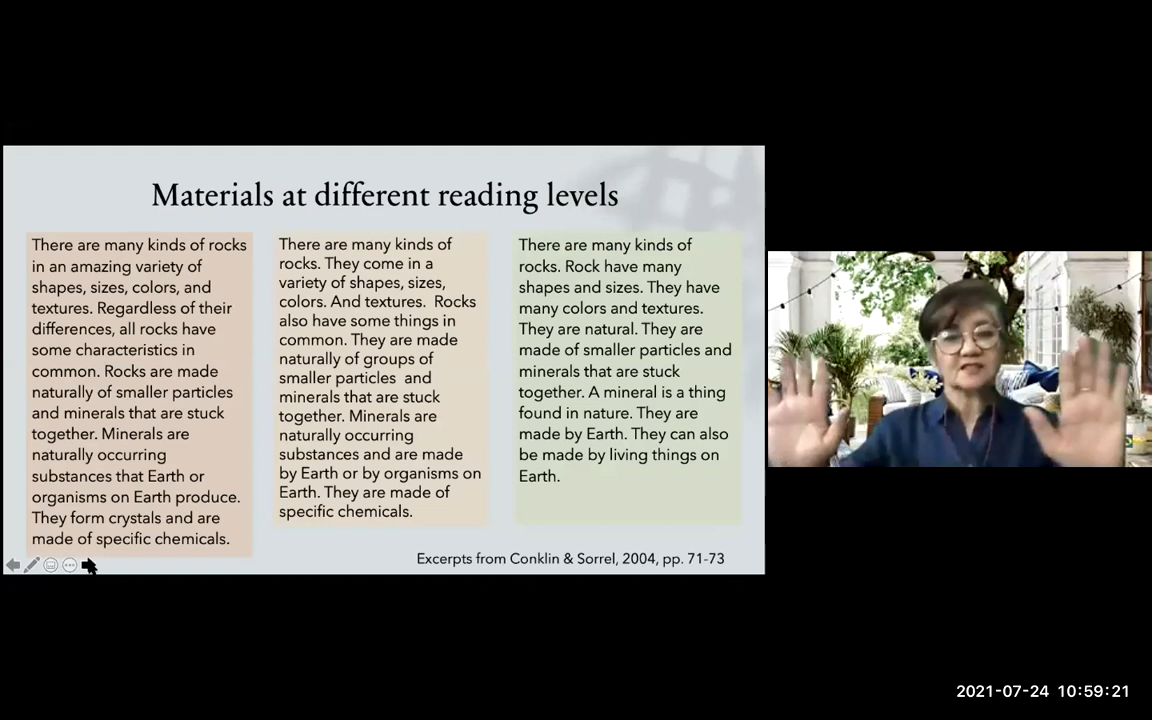 Materials at different reading levels
There are many kinds of rocks
in an amazing variety of
shapes, sizes, colors, and
textures. Regardless of their
differences, all rocks have
some characteristics in
common. Rocks are made
naturally of smaller particles
and minerals that are stuck
together. Minerals are
naturally occurring
substances that Earth or
organisms on Earth produce.
They form crystals and are
made of specific chemicals.
There are many kinds of
rocks. They come in a
variety of shapes, sizes,
colors. And textures. Rocks
also have some things in
common. They are made
naturally of groups of
smaller particles and
minerals that are stuck
together. Minerals are
naturally occurring
substances and are made
by Earth or by organisms on
Earth. They are made of
specific chemicals.
There are many kinds of
rocks. Rock have many
shapes and sizes. They have
many colors and textures.
They are natural. They are
made of smaller particles and
minerals that are stuck
together. A mineral is a thing
found in nature. They are
made by Earth. They can also
be made by living things on
Earth.
Excerpts from Conklin & Sorrel, 2004, pp. 71-73
2021-07-24 10:59:21